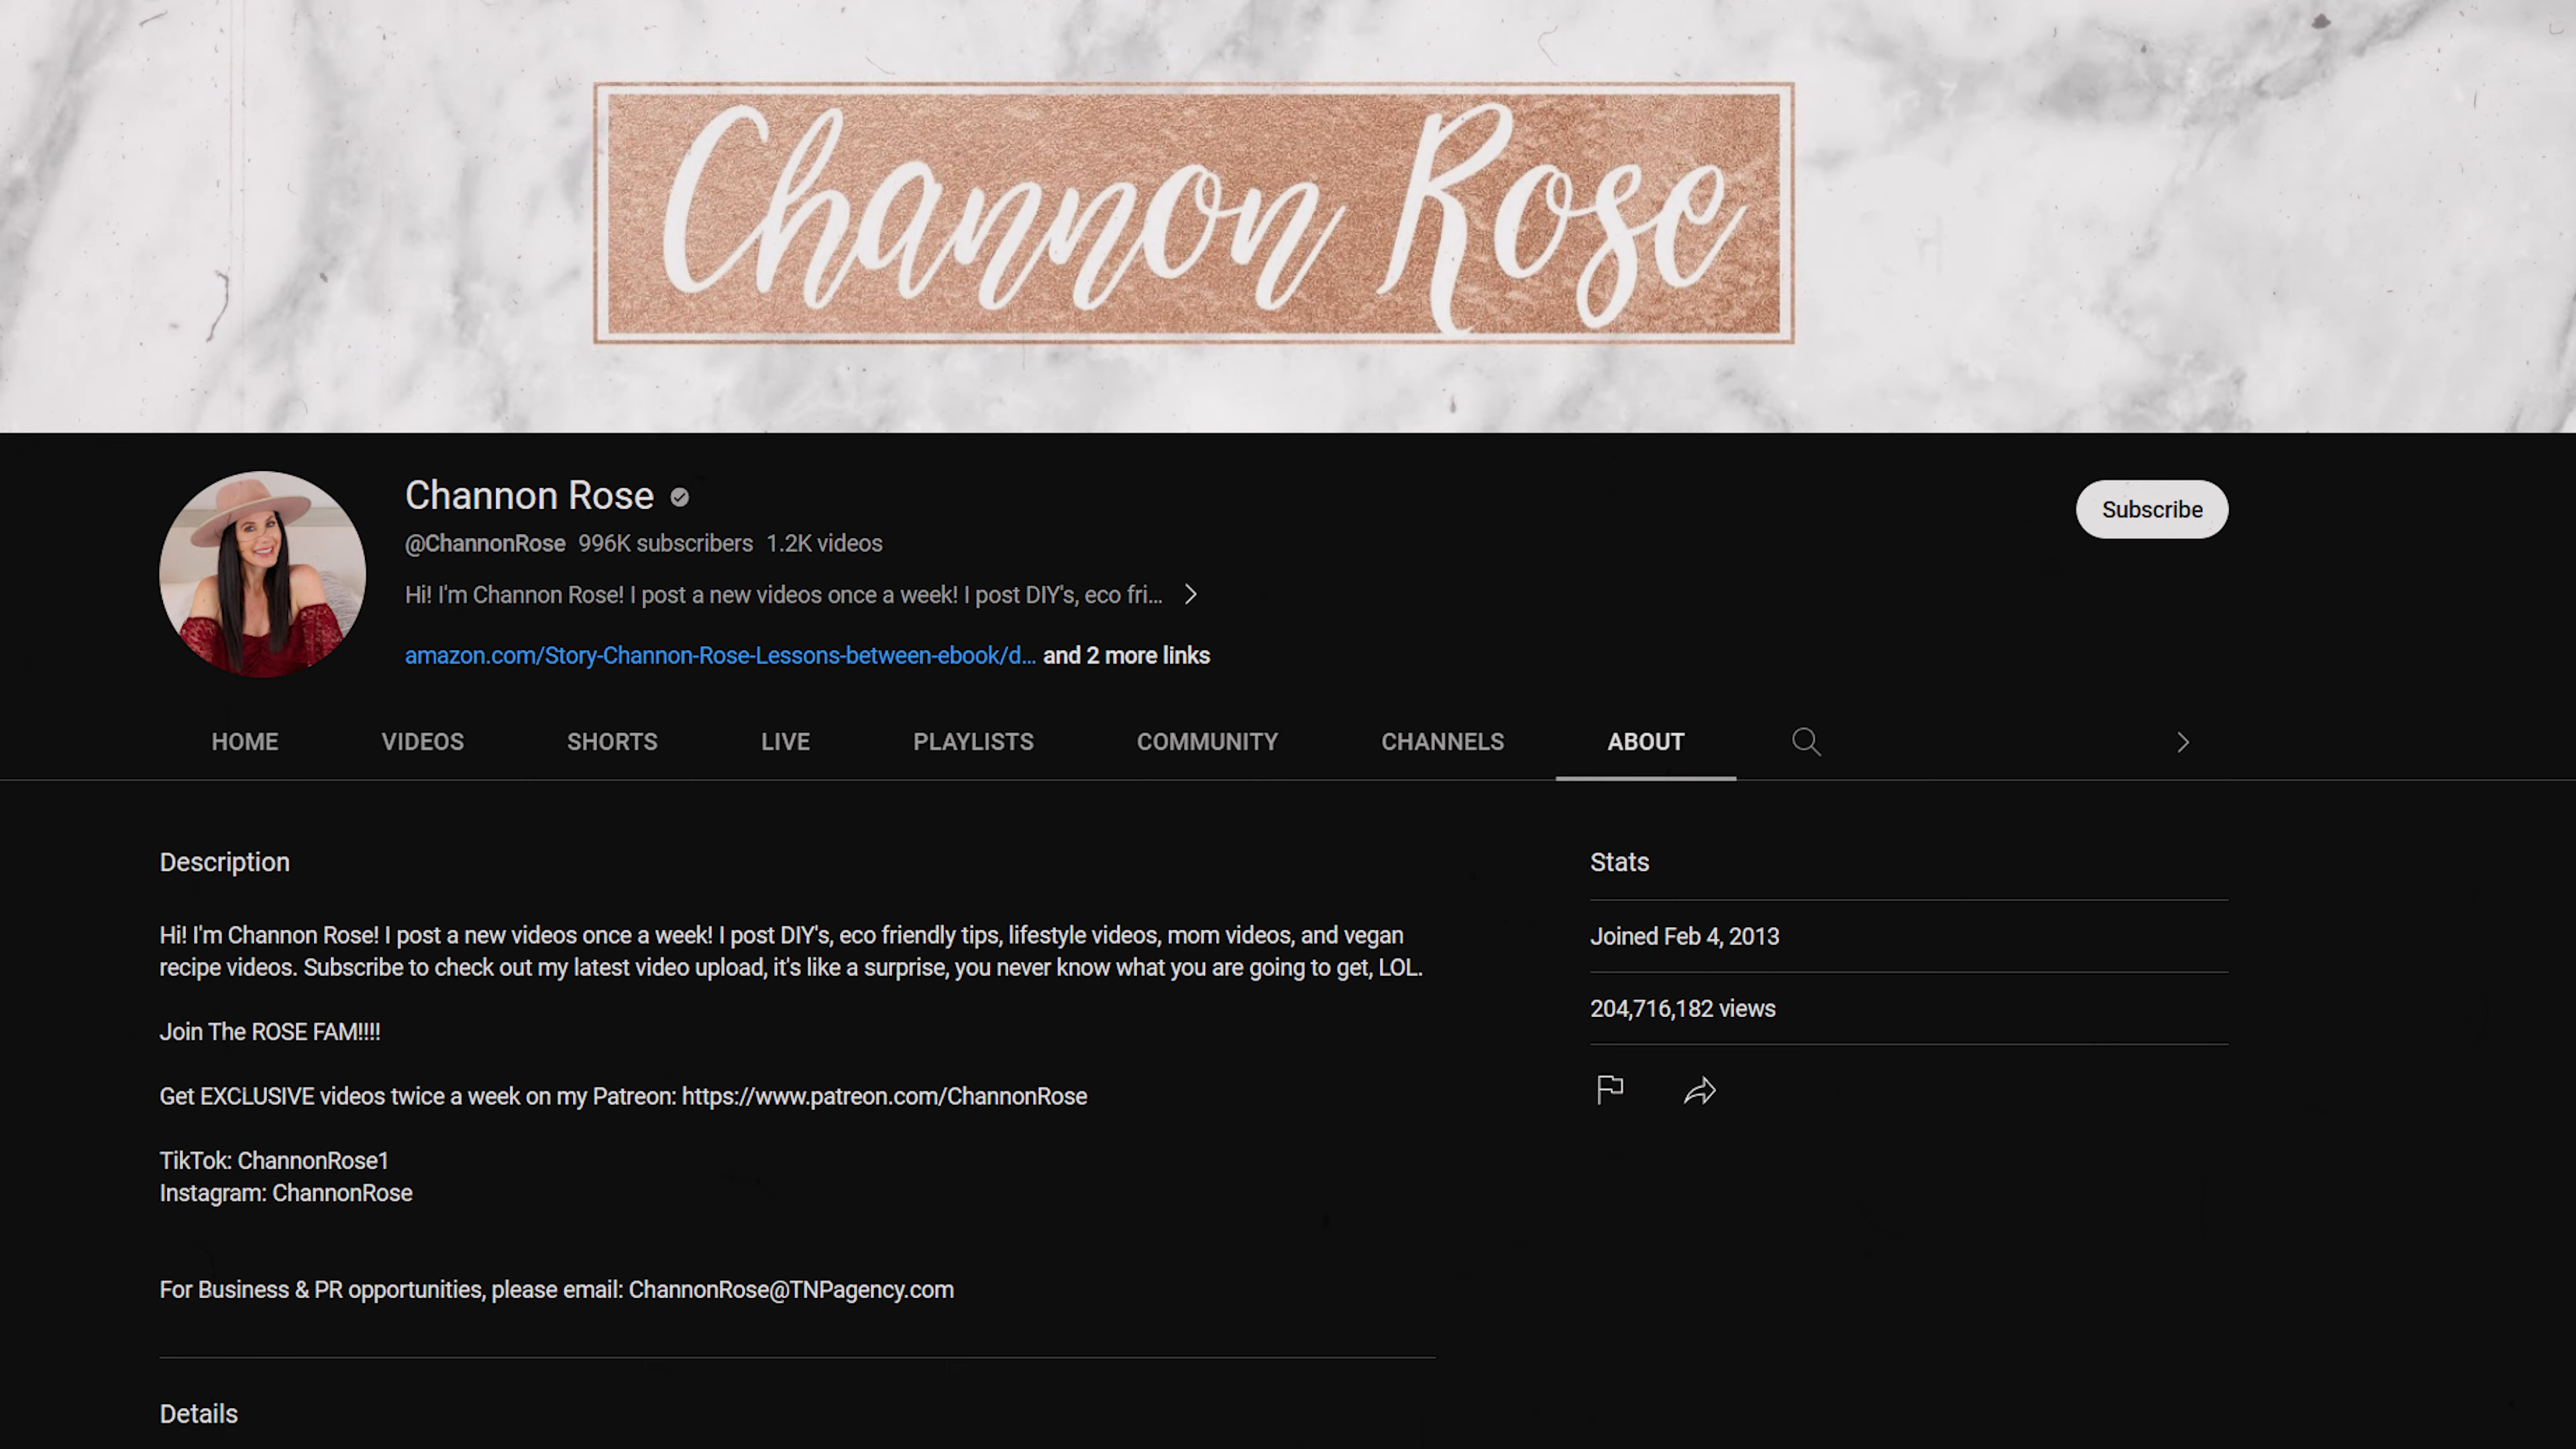 Channon Rose
Channon Rose
@ChannonRose 996K subscribers 1.2K videos
Subscribe
Hi! I'm Channon Rose! I post a new videos once a week! I post DIY's, eco fri...
amazon.com/Story-Channon-Rose-Lessons-between-ebook/d... and 2 more links
HOME VIDEOS SHORTS LIVE PLAYLISTS COMMUNITY CHANNELS ABOUT
Description
Hi! I'm Channon Rose! I post a new videos once a week! I post DIY's, eco friendly tips, lifestyle videos, mom videos, and vegan
recipe videos. Subscribe to check out my latest video upload, it's like a surprise, you never know what you are going to get, LOL.
Join The ROSE FAM!!!!
Get EXCLUSIVE videos twice a week on my Patreon: https://www.patreon.com/ChannonRose
TikTok: ChannonRose1
Instagram: ChannonRose
For Business & PR opportunities, please email: ChannonRose@TNPagency.com
Details
Stats
Joined Feb 4, 2013
204,716,182 views